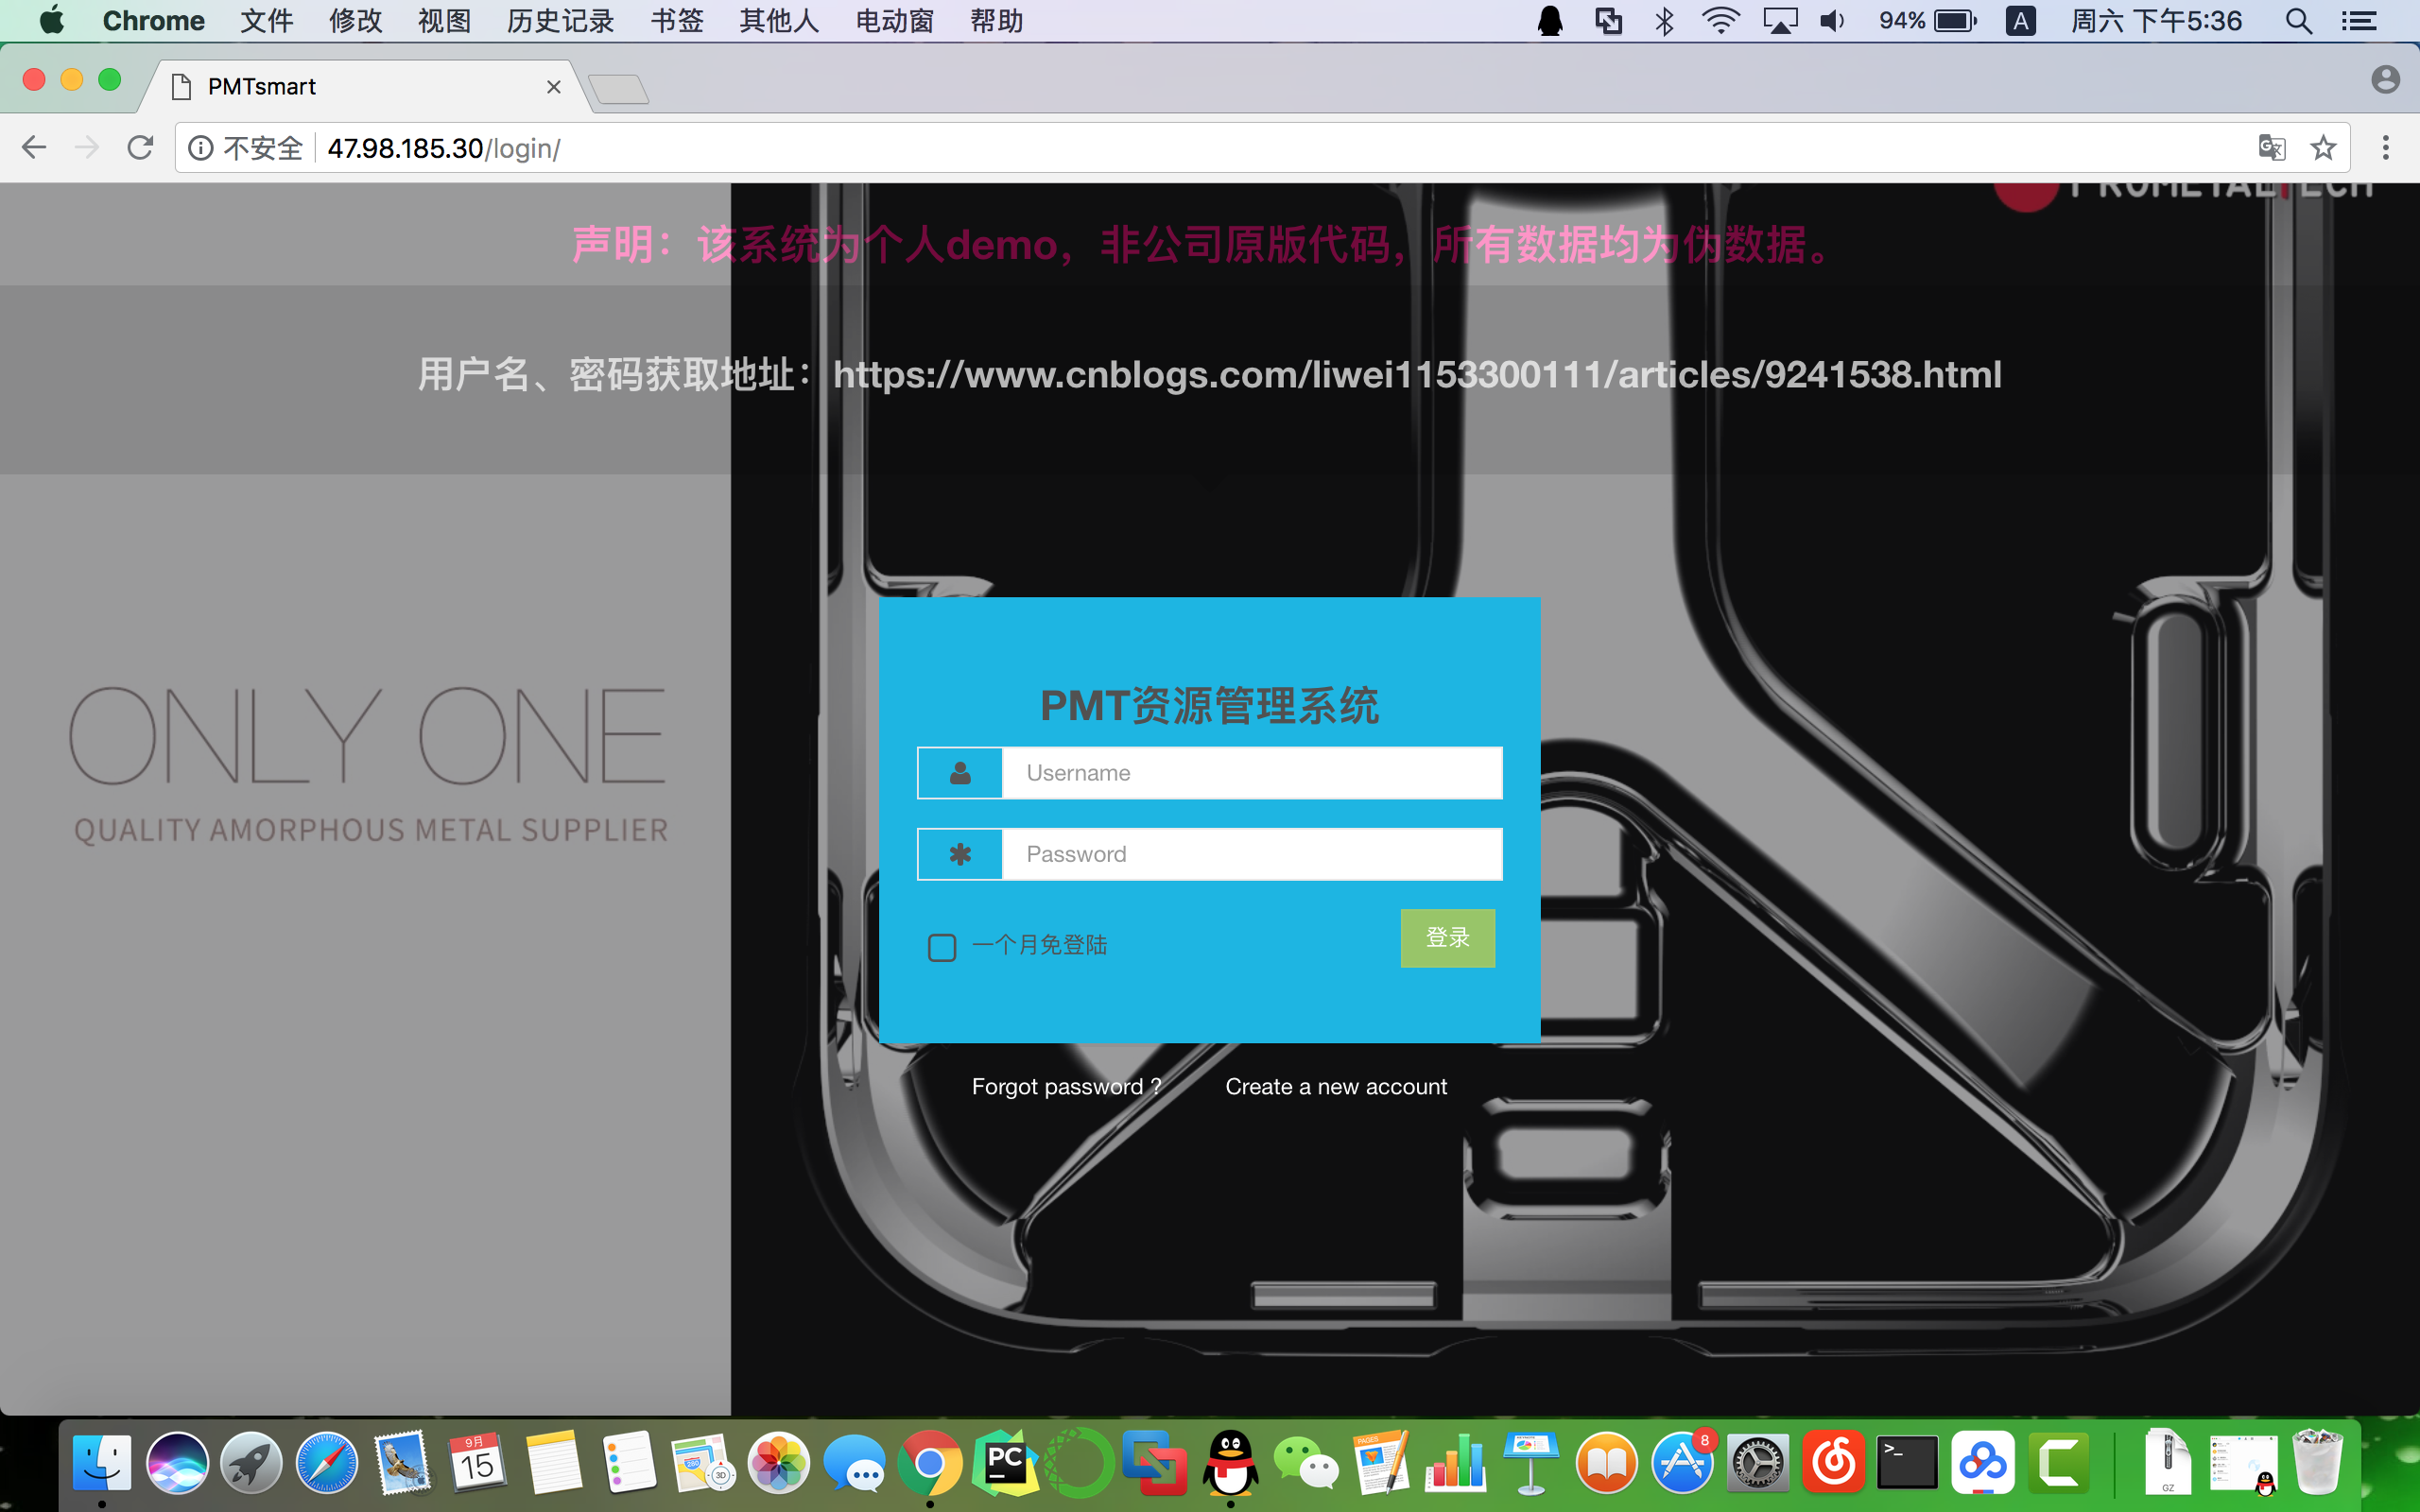 Chrome 文件 修改 视图 历史记录 书签 其他人 电动窗 帮助 94% A 周六 下午5:36
PMTsmart
不安全 47.98.185.30/login/
PROMETALTECH
声明：该系统为个人demo，非公司原版代码，所有数据均为伪数据。
用户名、密码获取地址：https://www.cnblogs.com/liwei1153300111/articles/9241538.html
ONLY ONE
QUALITY AMORPHOUS METAL SUPPLIER
PMT资源管理系统
Username
Password
一个月免登陆
登录
Forgot password ?
Create a new account
9月
15
280
3D
PC
PAGES
8
>_
GZ